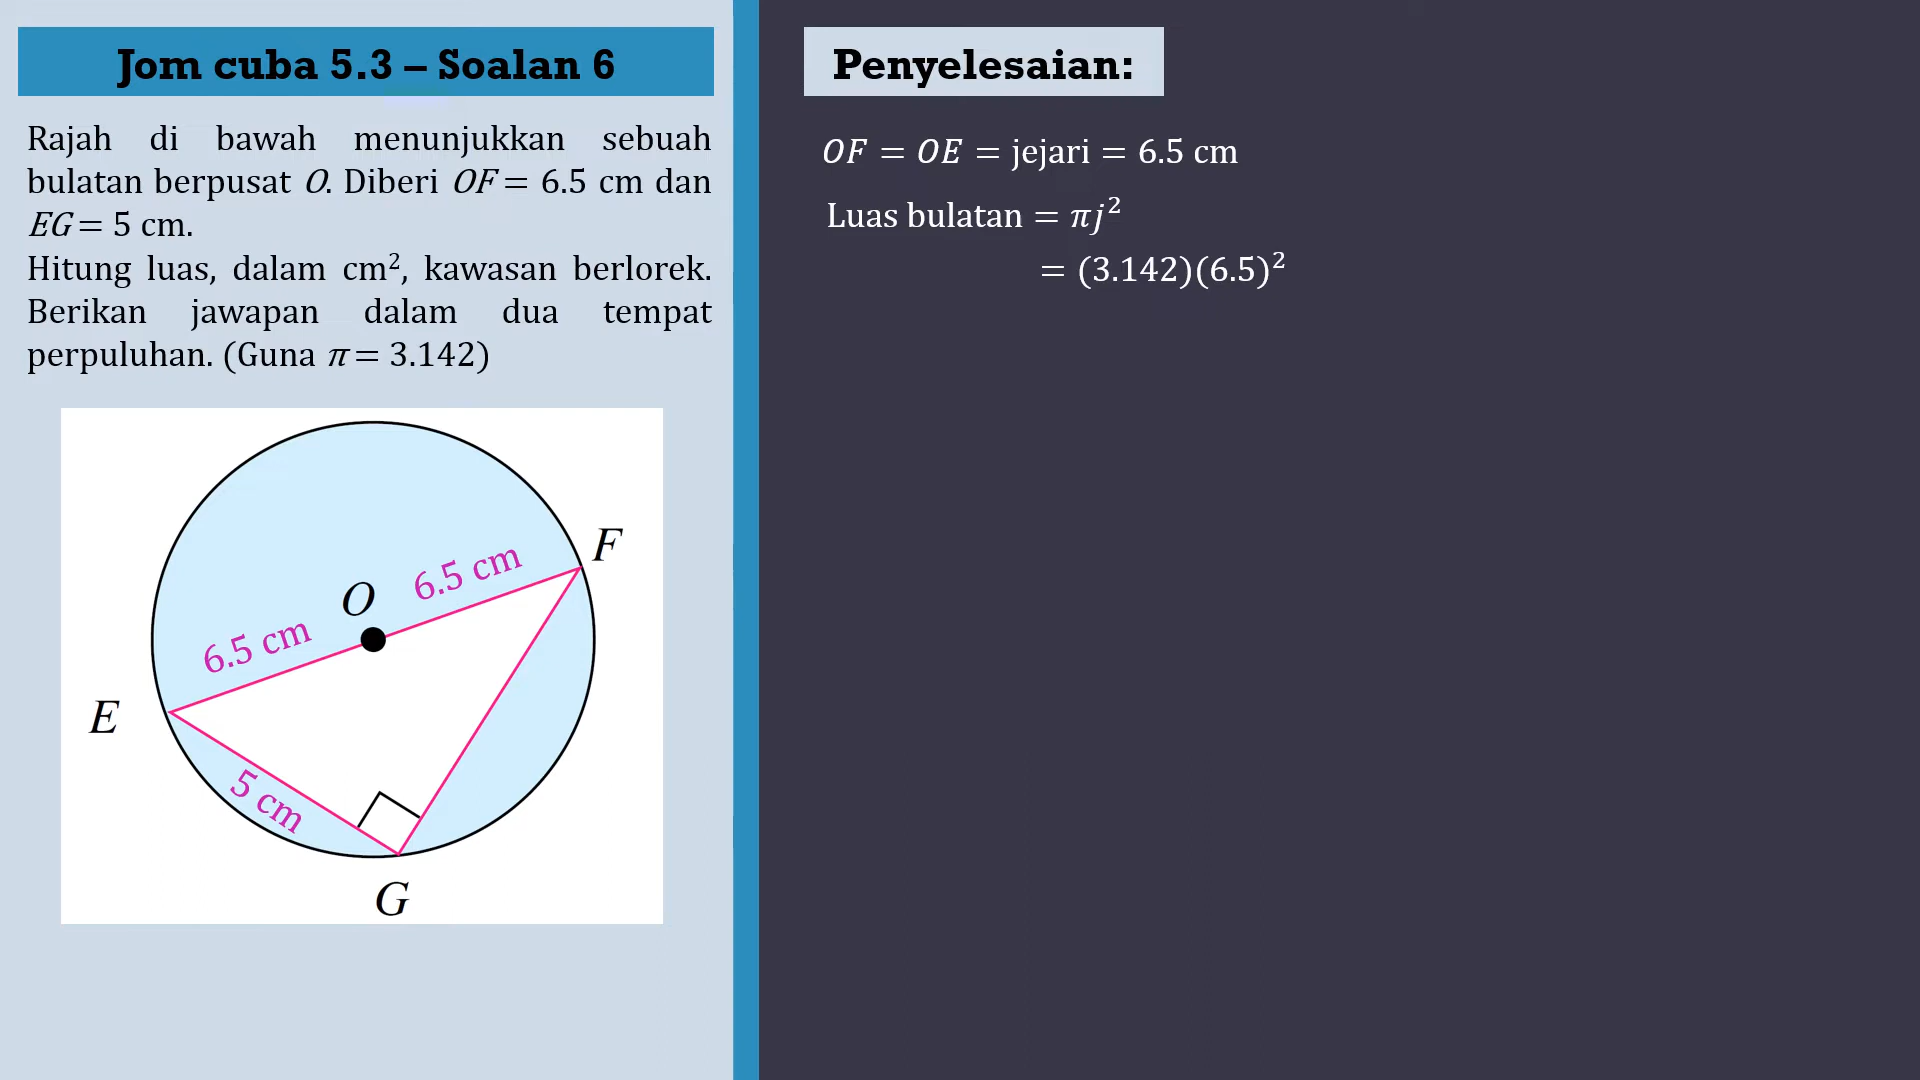 Jom cuba 5.3 – Soalan 6
Rajah di bawah menunjukkan sebuah
bulatan berpusat O. Diberi OF = 6.5 cm dan
EG = 5 cm.
Hitung luas, dalam cm², kawasan berlorek.
Berikan jawapan dalam dua tempat
perpuluhan. (Guna π = 3.142)
F
6.5 cm
O
6.5 cm
E
5 cm
G
Penyelesaian:
OF = OE = jejari = 6.5 cm
Luas bulatan = πj²
= (3.142)(6.5)²